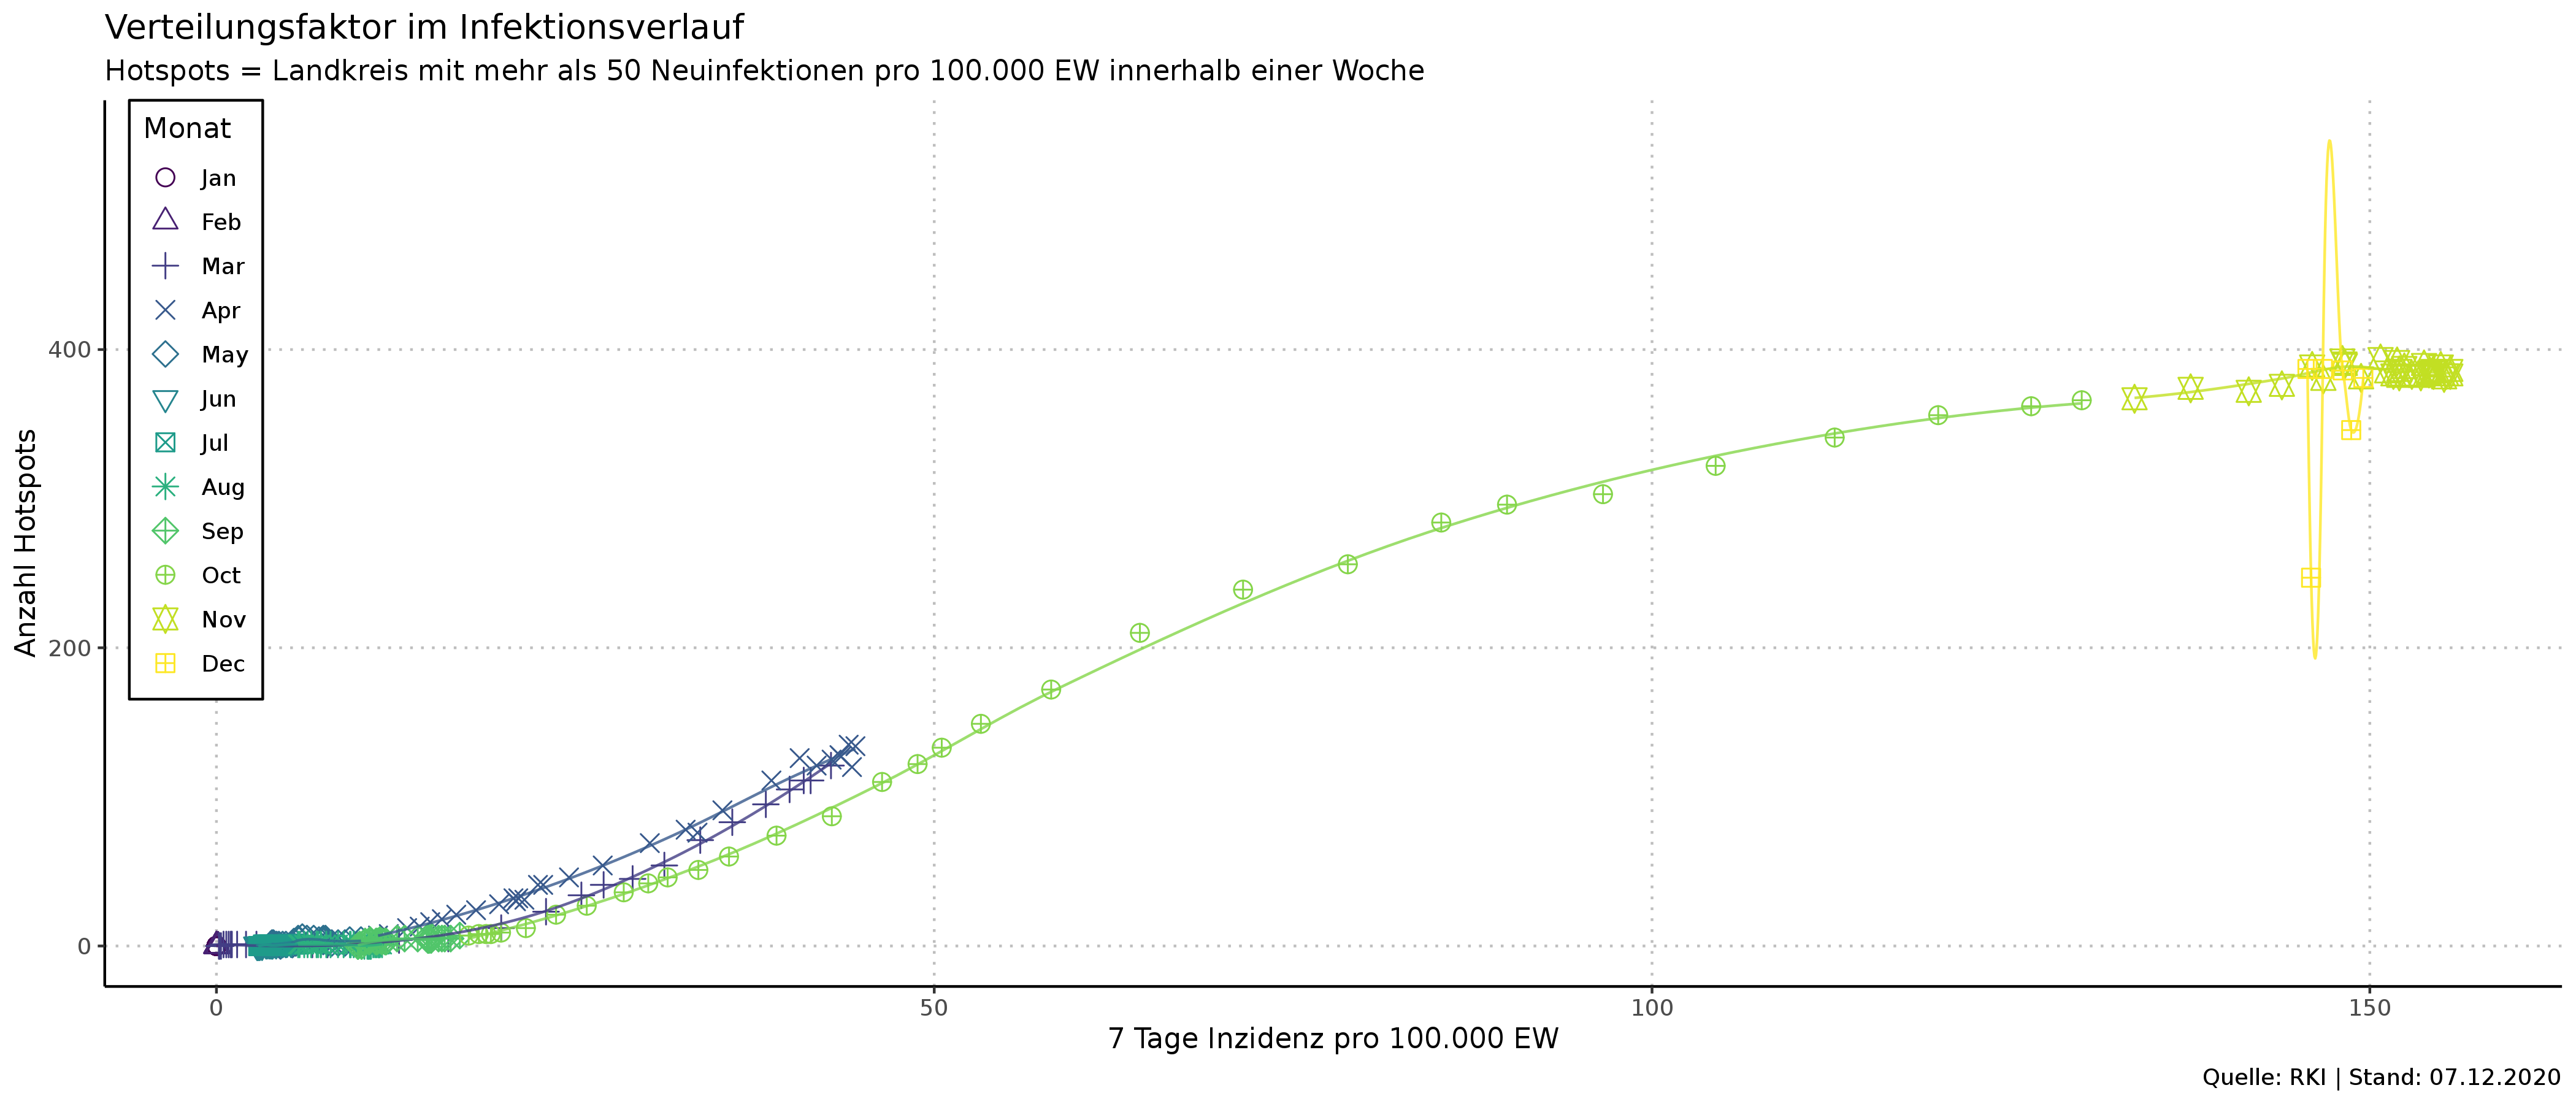 Verteilungsfaktor im Infektionsverlauf
Hotspots = Landkreis mit mehr als 50 Neuinfektionen pro 100.000 EW innerhalb einer Woche
Monat
Jan
Feb
Mar
Apr
May
Jun
Jul
Aug
Sep
Oct
Nov
Dec
Anzahl Hotspots
400
200
0
0 50 100 150
7 Tage Inzidenz pro 100.000 EW
Quelle: RKI | Stand: 07.12.2020